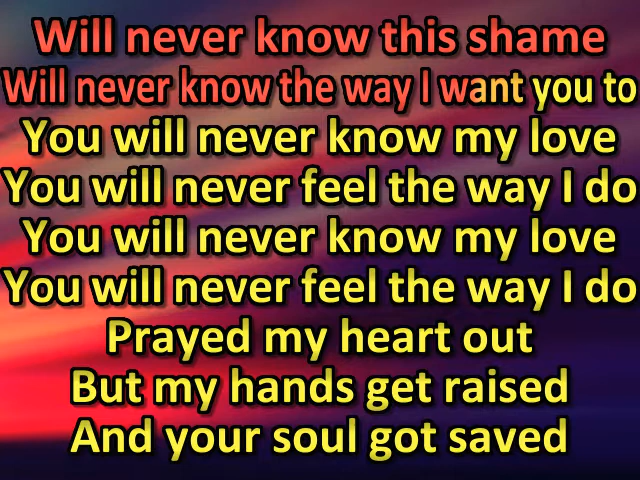 Will never know this shame
Will never know the way I want you to
You will never know my love
You will never feel the way I do
You will never know my love
You will never feel the way I do
Prayed my heart out
But my hands get raised
And your soul got saved